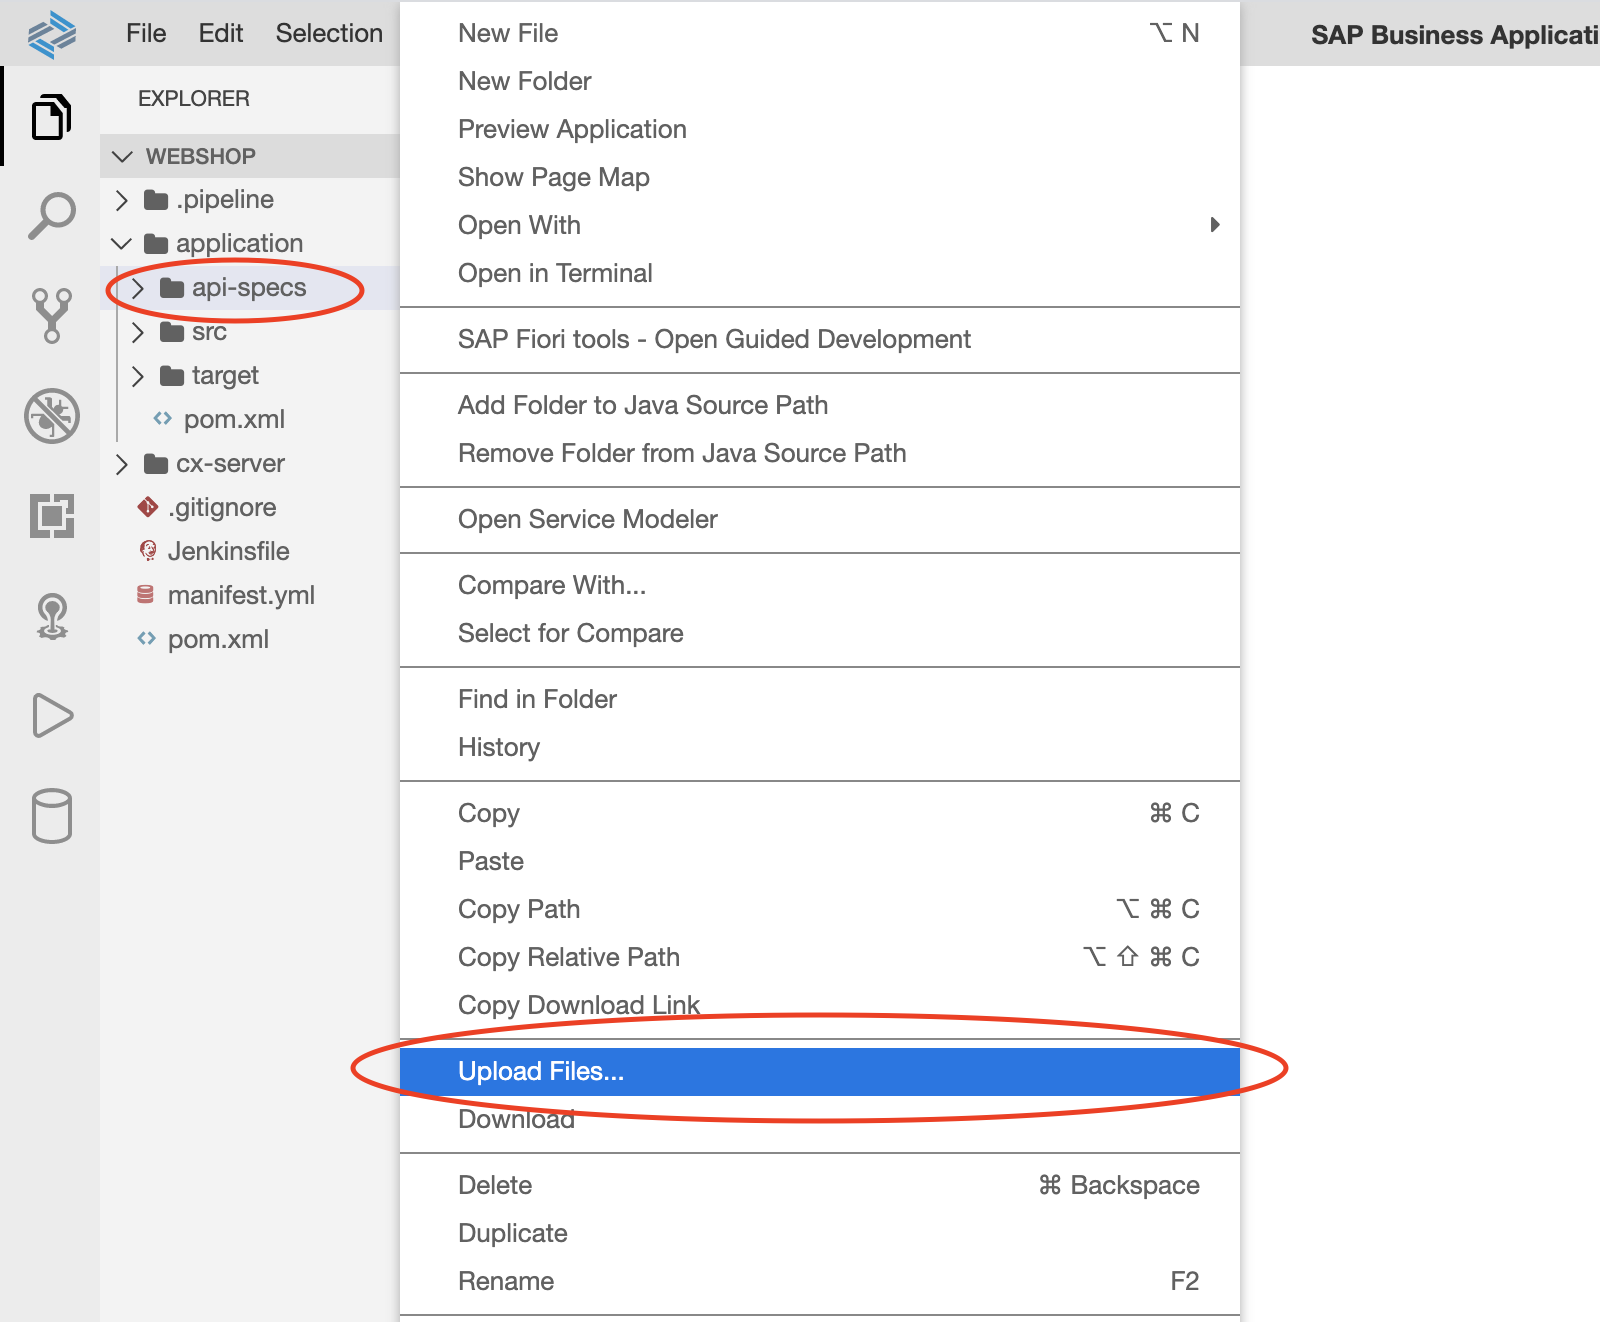 File Edit Selection
SAP Business Applicati
EXPLORER
WEBSHOP
.pipeline
application
api-specs
src
target
pom.xml
cx-server
.gitignore
Jenkinsfile
manifest.yml
pom.xml
New File ⌥ N
New Folder
Preview Application
Show Page Map
Open With
Open in Terminal
SAP Fiori tools - Open Guided Development
Add Folder to Java Source Path
Remove Folder from Java Source Path
Open Service Modeler
Compare With...
Select for Compare
Find in Folder
History
Copy ⌘ C
Paste
Copy Path ⌥ ⌘ C
Copy Relative Path ⌥ ⇧ ⌘ C
Copy Download Link
Upload Files...
Download
Delete ⌘ Backspace
Duplicate
Rename F2